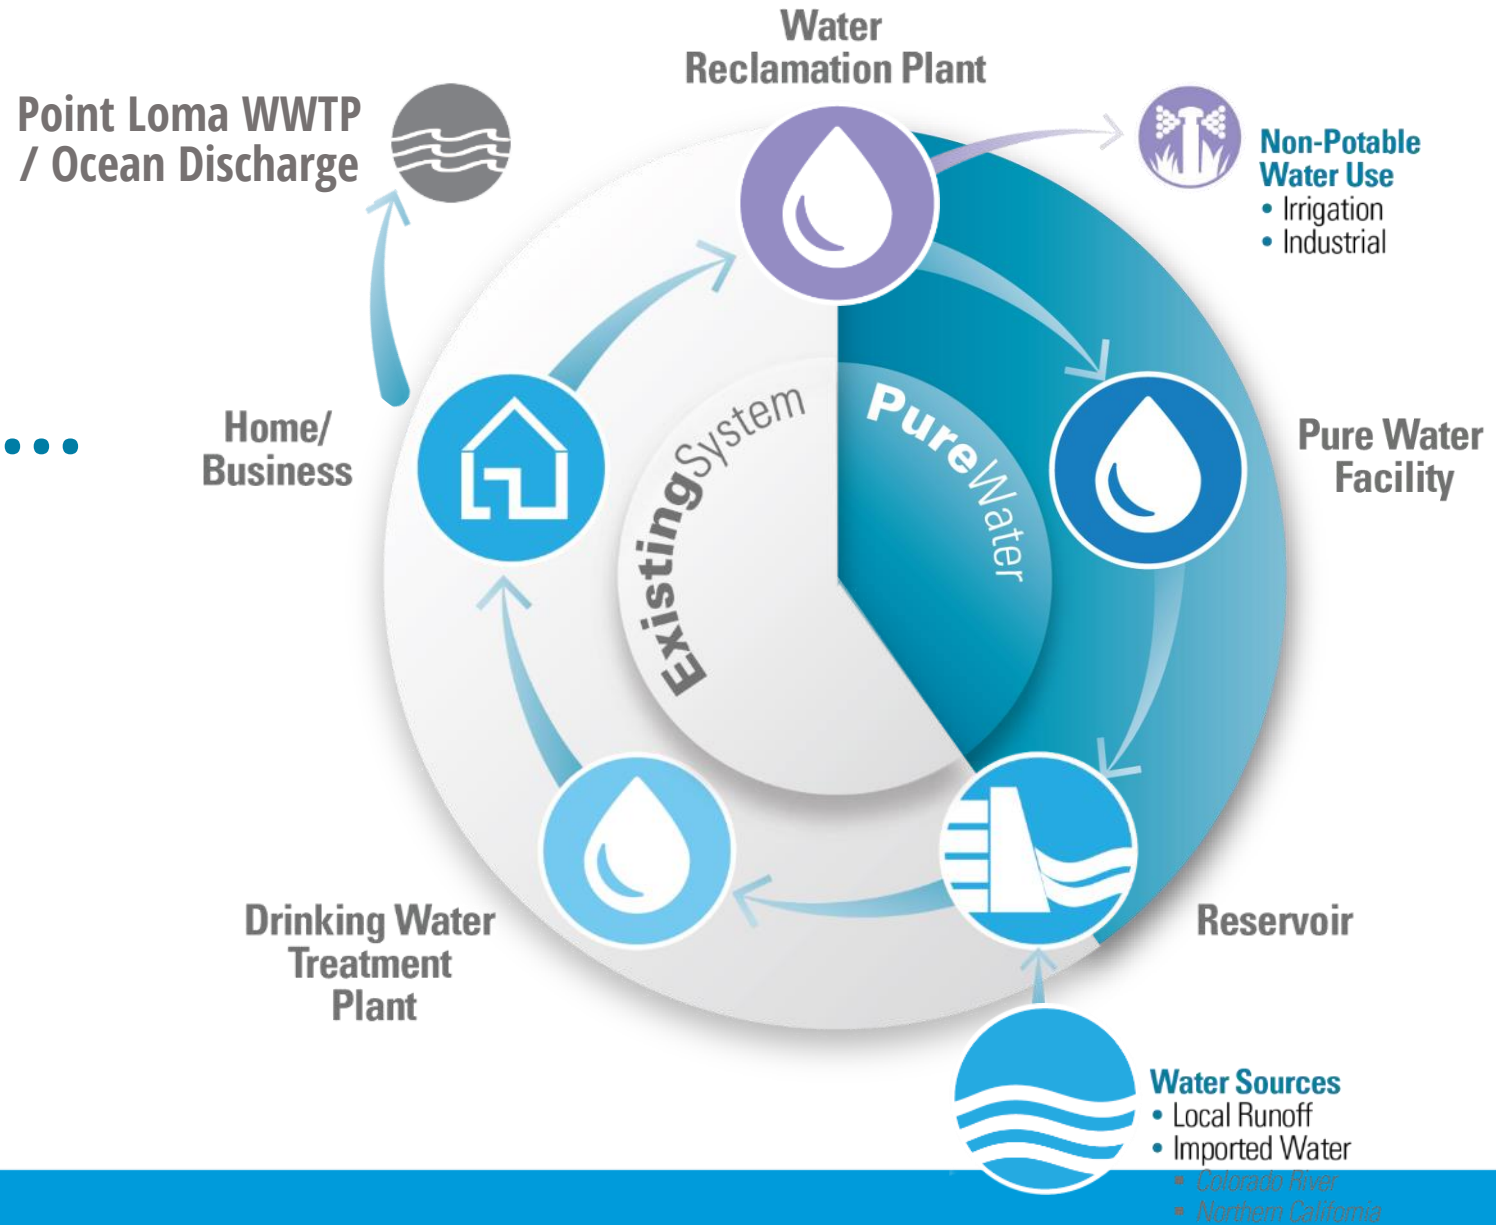 Water
Reclamation Plant
Point Loma WWTP
/ Ocean Discharge
Non-Potable
Water Use
• Irrigation
• Industrial
Home/
Business
...
ExistingSystem
PureWater
Pure Water
Facility
Drinking Water
Treatment
Plant
Reservoir
Water Sources
• Local Runoff
• Imported Water
▪ Colorado River
▪ Northern California